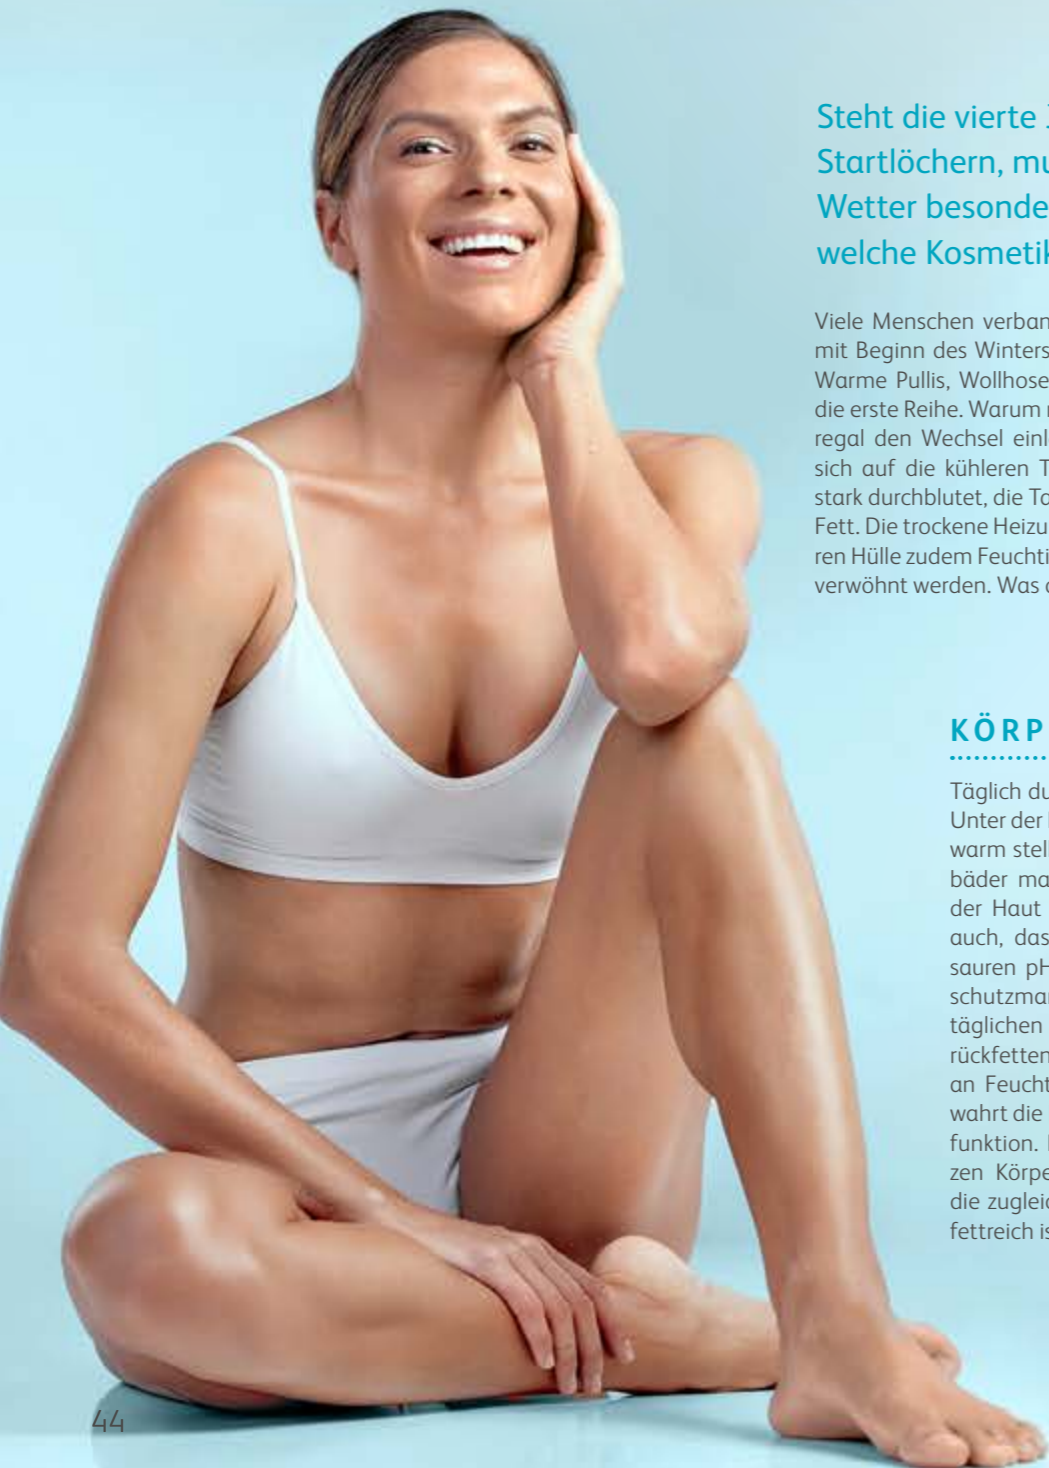 Steht die vierte
Startlöchern, mu
Wetter besonde
welche Kosmetik
Viele Menschen verban
mit Beginn des Winters
Warme Pullis, Wollhose
die erste Reihe. Warum
regal den Wechsel einl
sich auf die kühleren T
stark durchblutet, die Ta
Fett. Die trockene Heizu
ren Hülle zudem Feuchti
verwöhnt werden. Was
KÖRP
Täglich du
Unter der
warm stel
bäder ma
der Haut
auch, das
sauren pH
schutzma
täglichen
rückfetten
an Feucht
wahrt die
funktion.
zen Körpe
die zugleic
fettreich is
44